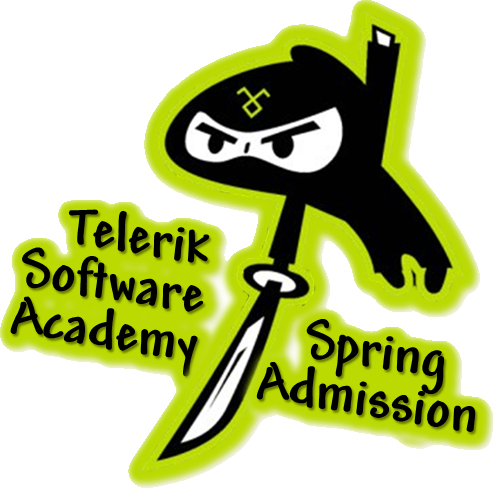 Telerik
Software
Academy
Spring
Admission